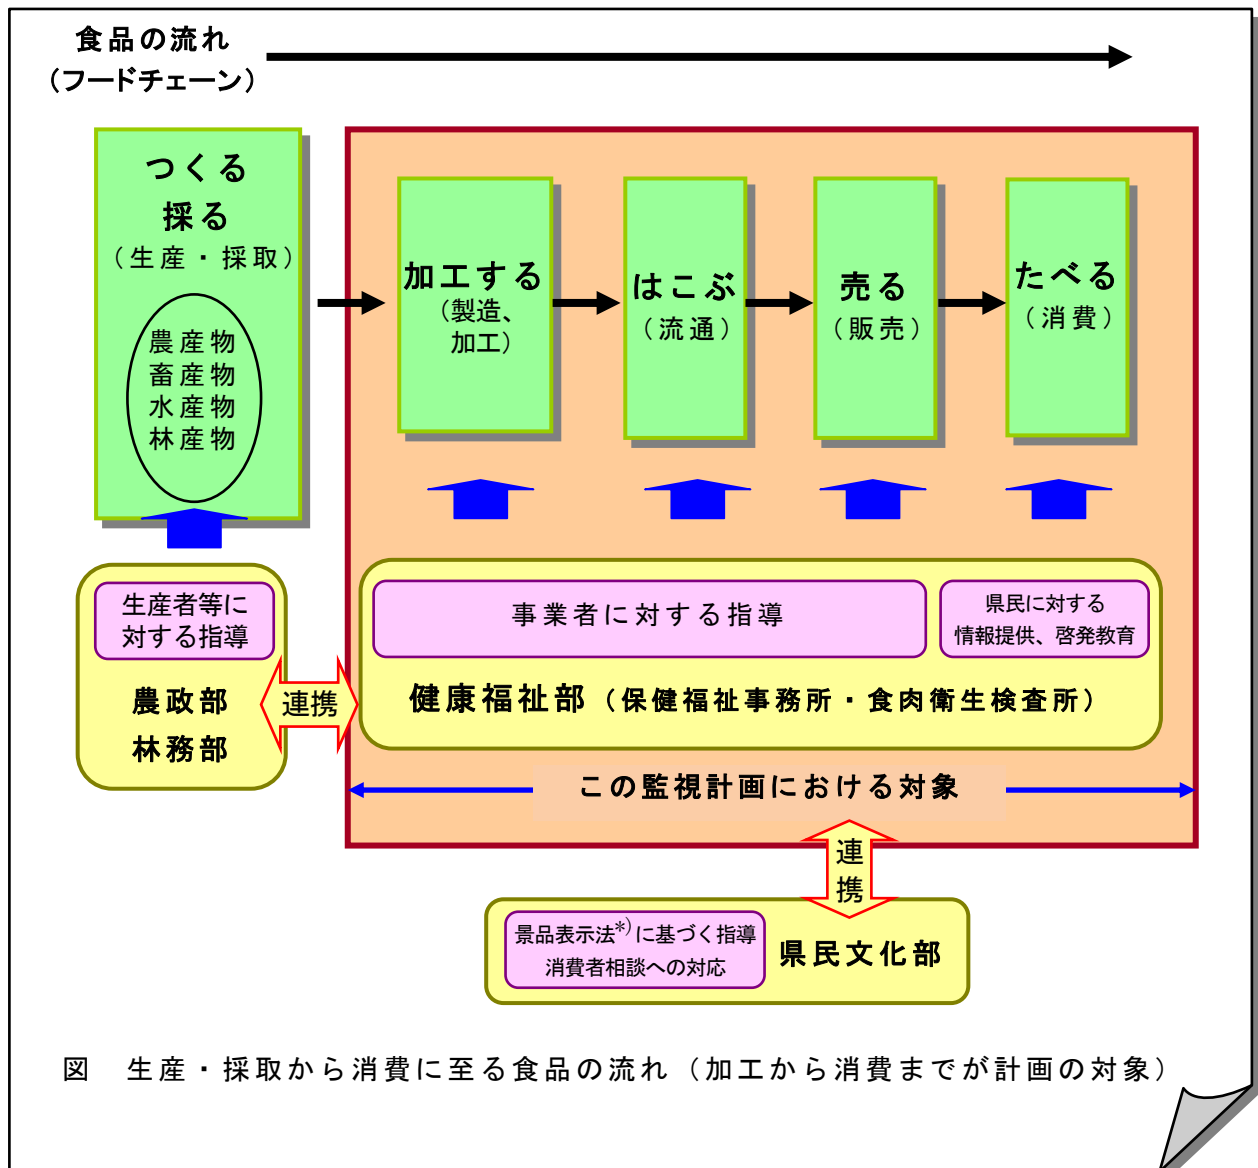 食品の流れ
（フードチェーン）
つくる
採る
（生産・採取）
農産物
畜産物
水産物
林産物
加工する
（製造、
加工）
はこぶ
（流通）
売る
（販売）
たべる
（消費）
生産者等に
対する指導
農政部
林務部
連携
事業者に対する指導
県民に対する
情報提供、啓発教育
健康福祉部（保健福祉事務所・食肉衛生検査所）
この監視計画における対象
連
携
景品表示法*）に基づく指導
消費者相談への対応
県民文化部
図　生産・採取から消費に至る食品の流れ（加工から消費までが計画の対象）